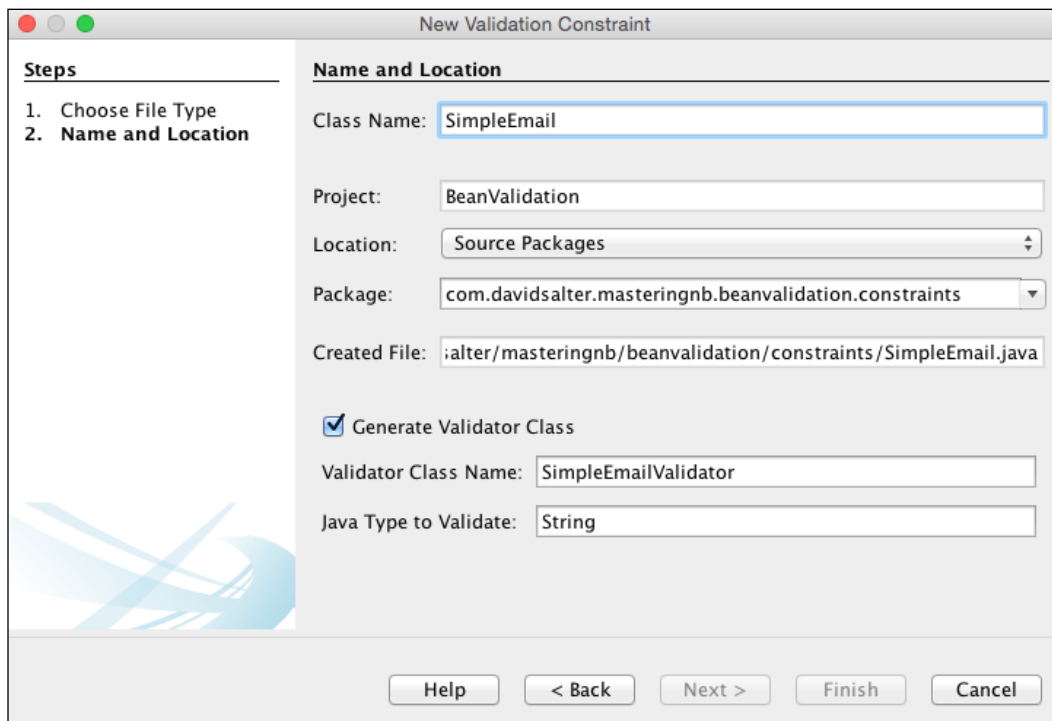 New Validation Constraint
Steps
1. Choose File Type
2. Name and Location
Name and Location
Class Name: SimpleEmail
Project: BeanValidation
Location: Source Packages
Package: com.davidsalter.masteringnb.beanvalidation.constraints
Created File: salter/masteringnb/beanvalidation/constraints/SimpleEmail.java
Generate Validator Class
Validator Class Name: SimpleEmailValidator
Java Type to Validate: String
Help < Back Next > Finish Cancel